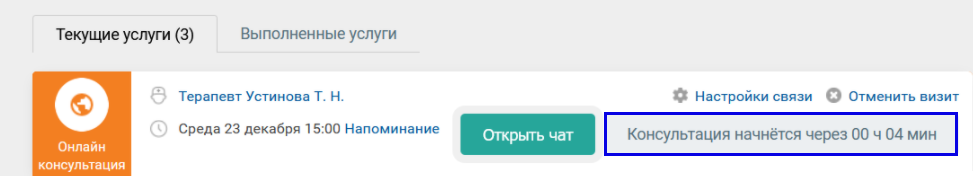 Текущие услуги (3)
Выполненные услуги
Онлайн
консультация
Терапевт Устинова Т. Н.
Среда 23 декабря 15:00 Напоминание
Настройки связи
Отменить визит
Открыть чат
Консультация начнётся через 00 ч 04 мин